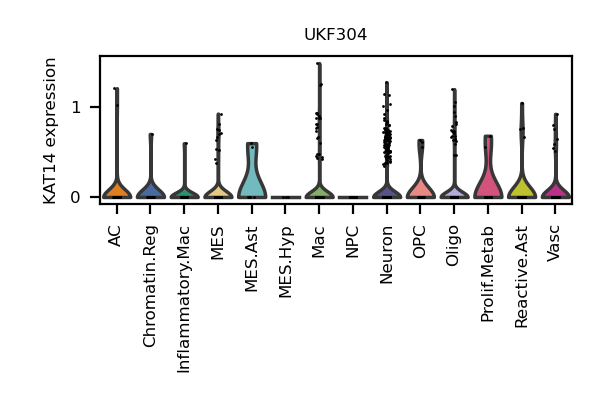 UKF304
KAT14 expression
1
0
AC
Chromatin.Reg
Inflammatory.Mac
MES
MES.Ast
MES.Hyp
Mac
NPC
Neuron
OPC
Oligo
Prolif.Metab
Reactive.Ast
Vasc